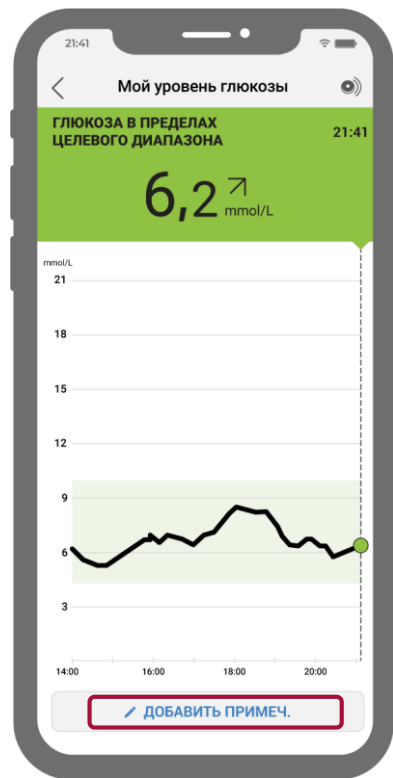 21:41
Мой уровень глюкозы
ГЛЮКОЗА В ПРЕДЕЛАХ
ЦЕЛЕВОГО ДИАПАЗОНА
21:41
6,2 mmol/L
mmol/L
21
18
15
12
9
6
3
14:00 16:00 18:00 20:00
ДОБАВИТЬ ПРИМЕЧ.